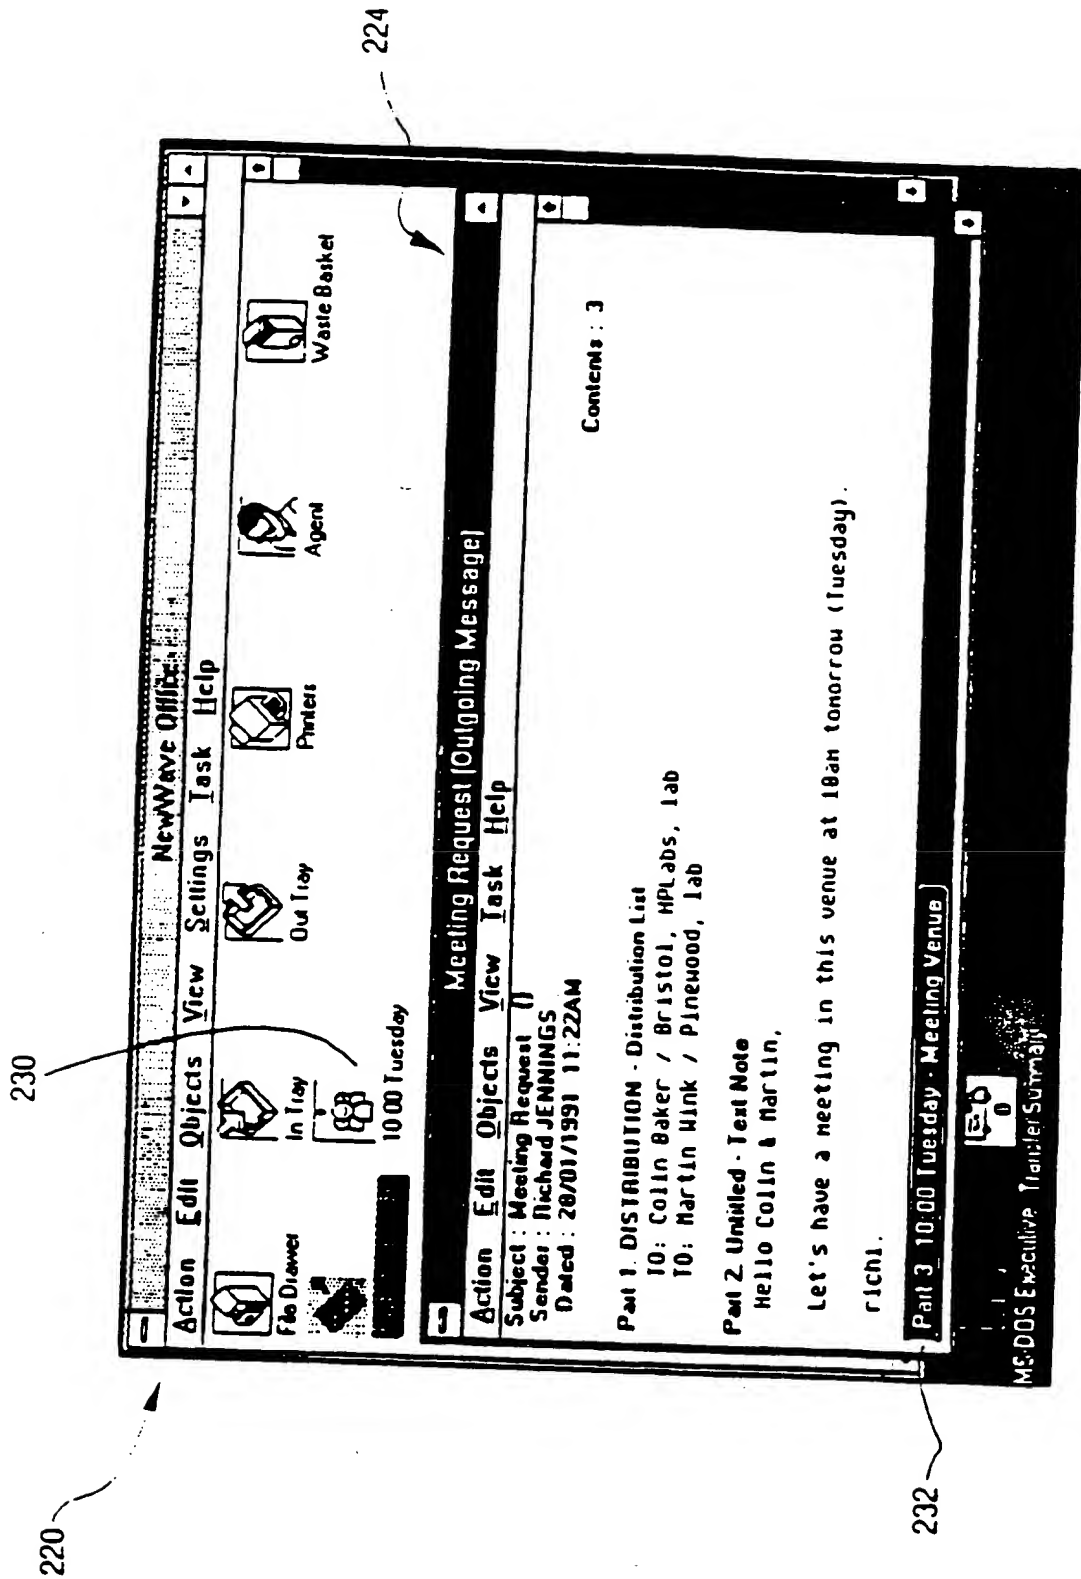 220
230
224
NewWave Office
Action Edit Objects View Settings Task Help
File Drawer
In Tray
Out Tray
Printers
Agent
Waste Basket
10 00 Tuesday
Meeting Request (Outgoing Message)
Action Edit Objects View Task Help
Subject : Meeting Request ()
Sender : Richard JENNINGS
Dated : 28/01/1991 11:22AM
Contents : 3
Part 1. DISTRIBUTION - Distribution List
TO: Colin Baker / Bristol, HPLabs, lab
TO: Martin Wink / Pinewood, lab
Part 2. Untitled - Text Note
Hello Colin & Martin,
Let's have a meeting in this venue at 10am tomorrow (Tuesday).
rich1.
Part 3 10:00 Tuesday - Meeting Venue
0
MS-DOS Executive Transfer Summary
232